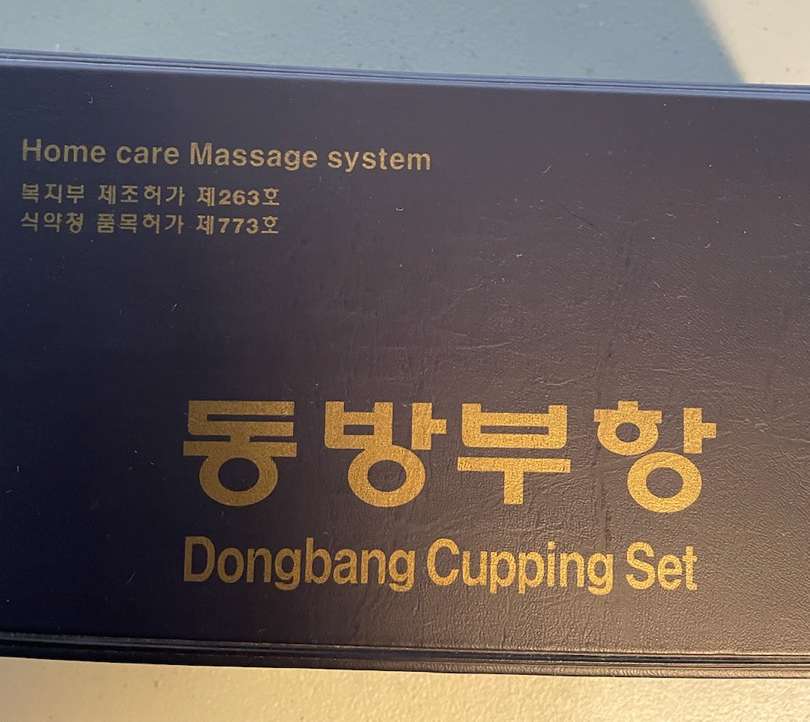 Home care Massage system
복지부 제조허가 제263호
식약청 품목허가 제773호
동방부항
Dongbang Cupping Set